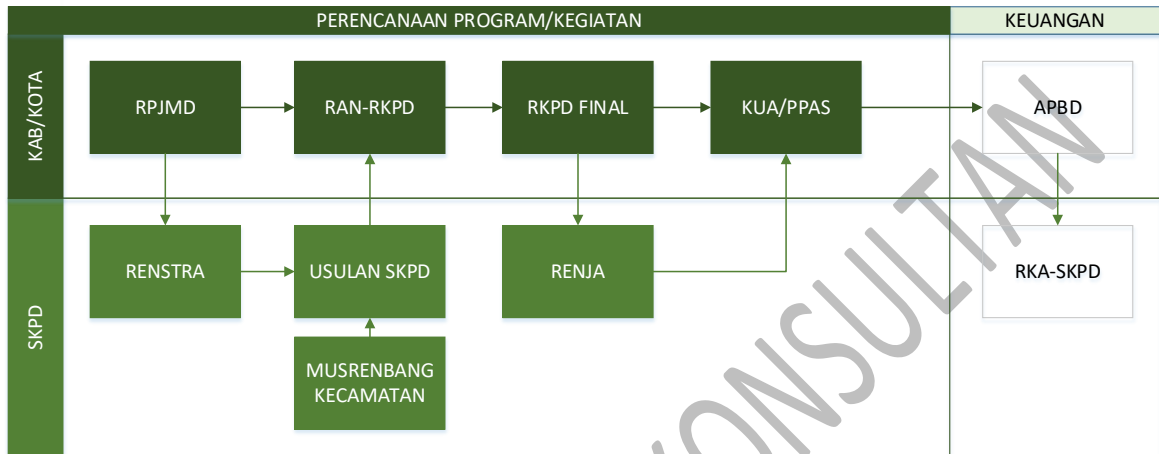 PERENCANAAN PROGRAM/KEGIATAN
KEUANGAN
KAB/KOTA
RPJMD
RAN-RKPD
RKPD FINAL
KUA/PPAS
APBD
SKPD
RENSTRA
USULAN SKPD
RENJA
RKA-SKPD
MUSRENBANG
KECAMATAN
KONSULTAN